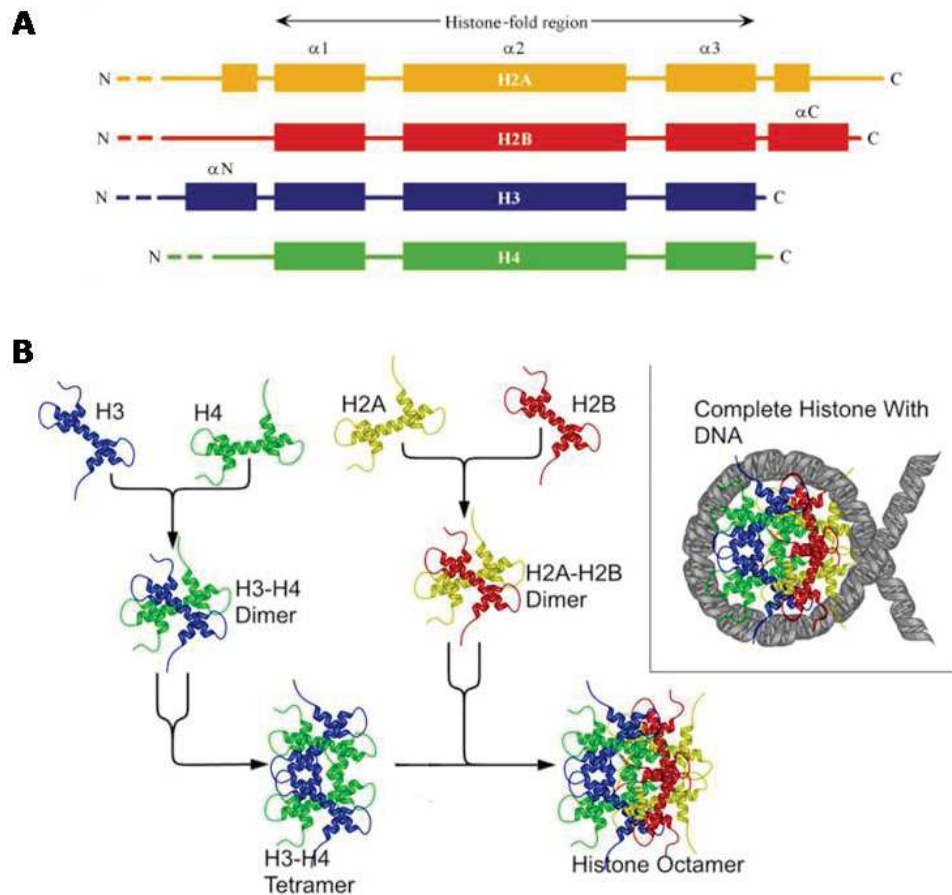 A
Histone-fold region
α1 α2 α3
N H2A C
αC
N H2B C
αN
N H3 C
N H4 C
B
H3 H4 H2A H2B
Complete Histone With
DNA
H3-H4
Dimer
H2A-H2B
Dimer
H3-H4
Tetramer
Histone Octamer